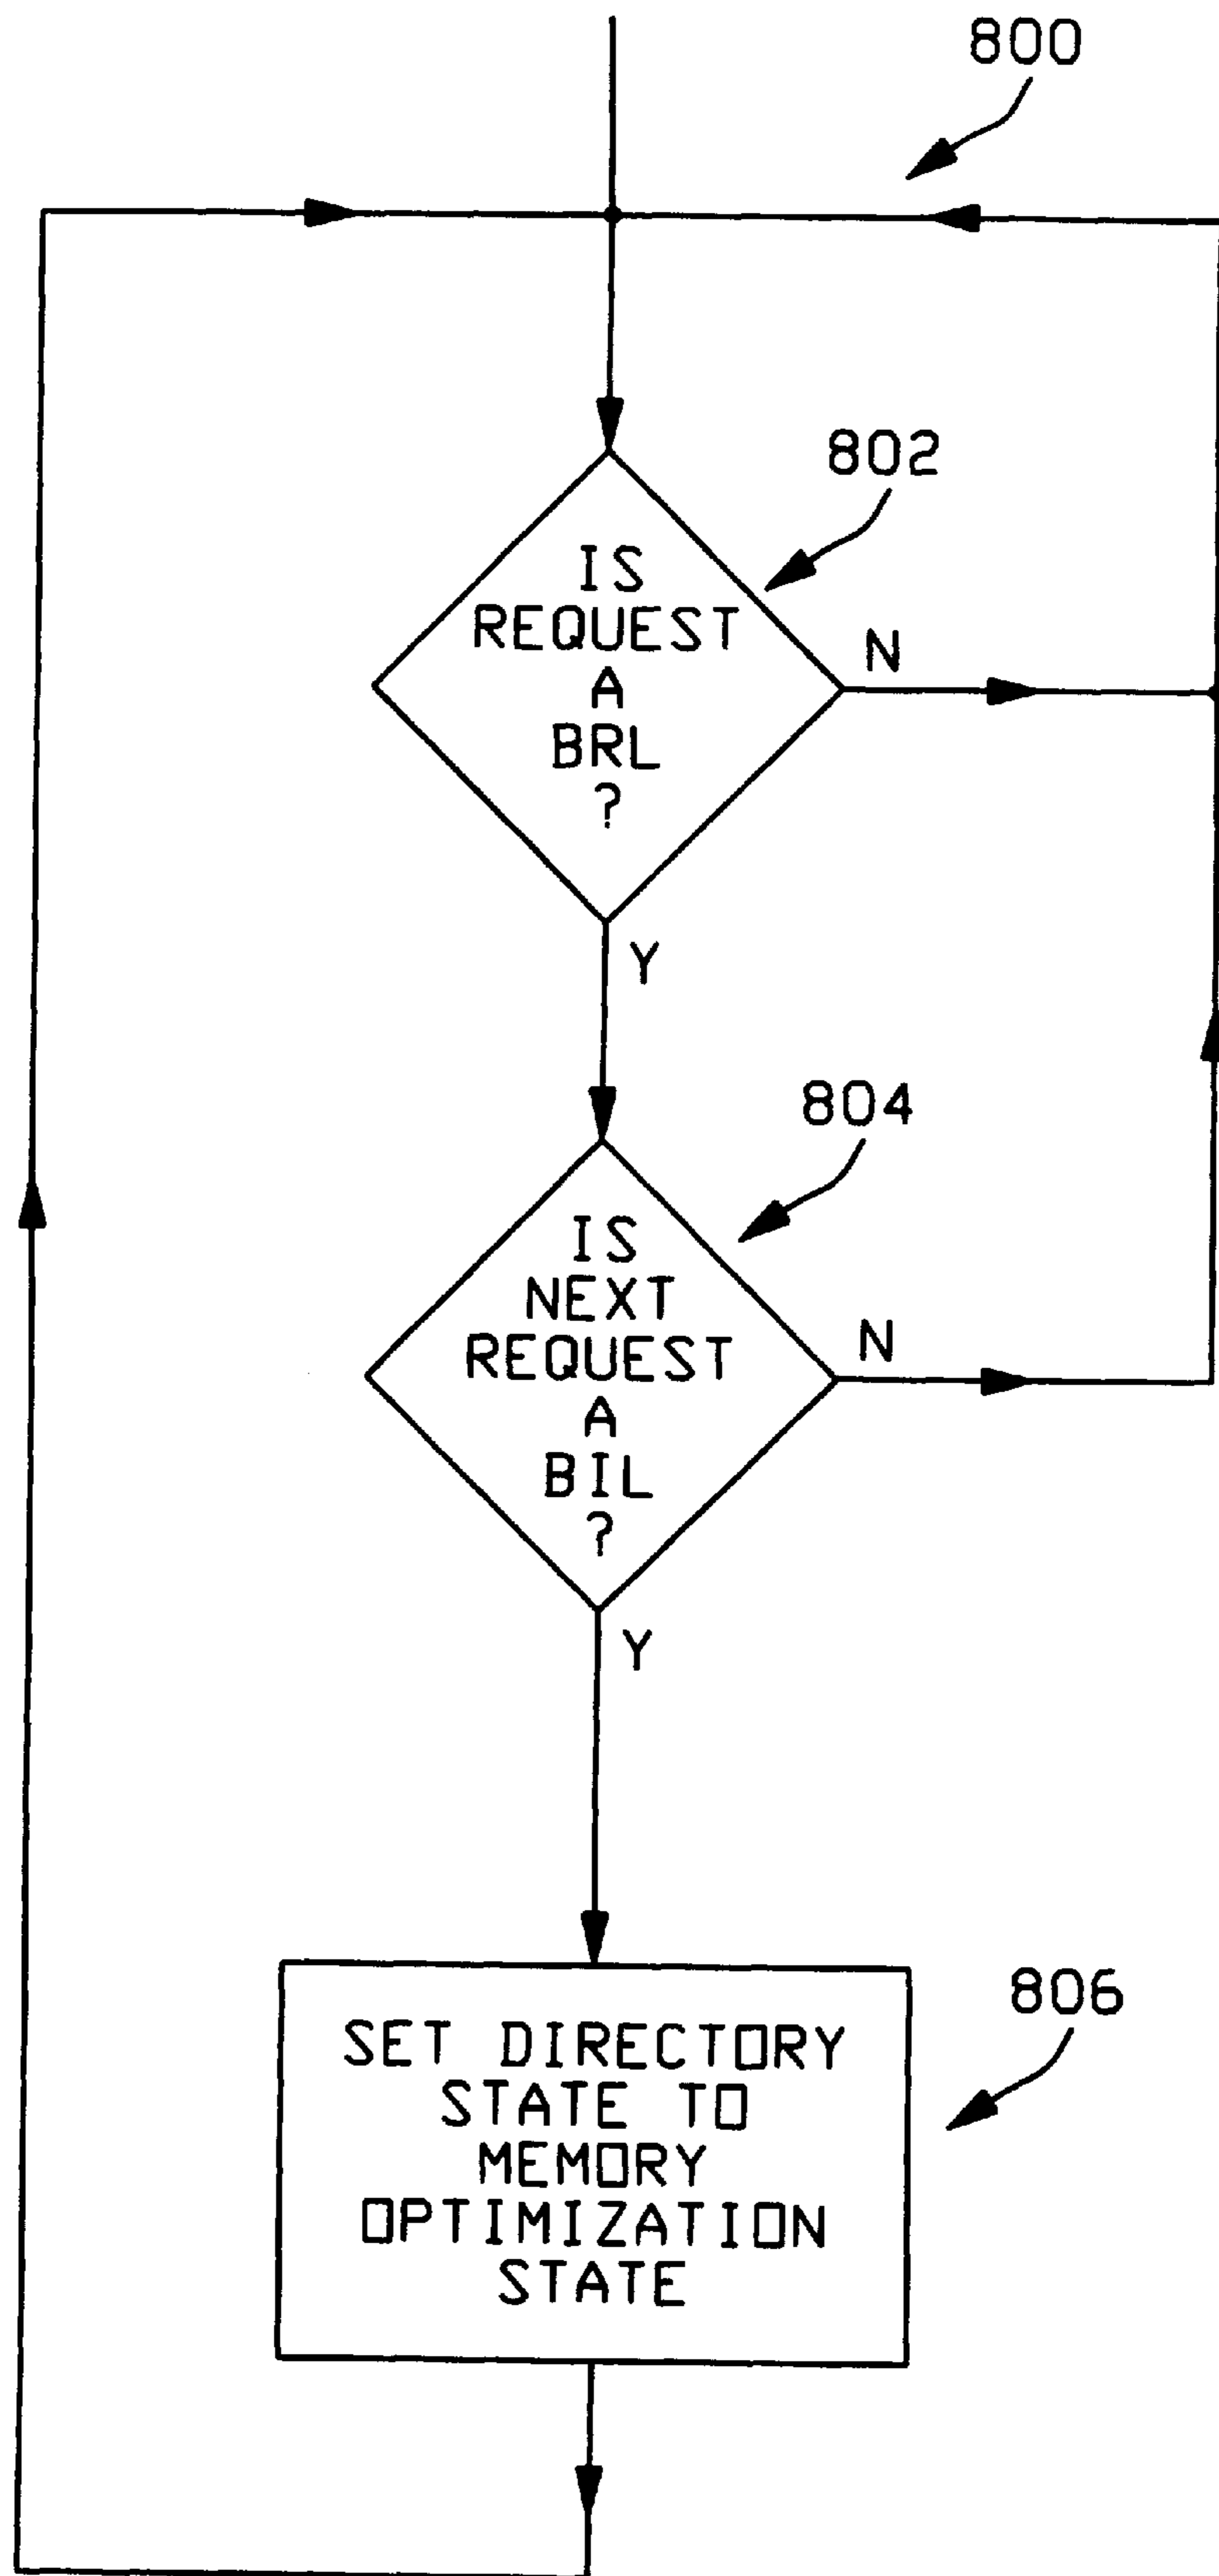 800
802
IS
REQUEST
A
BRL
?
N
Y
804
IS
NEXT
REQUEST
A
BIL
?
N
Y
806
SET DIRECTORY
STATE TO
MEMORY
OPTIMIZATION
STATE